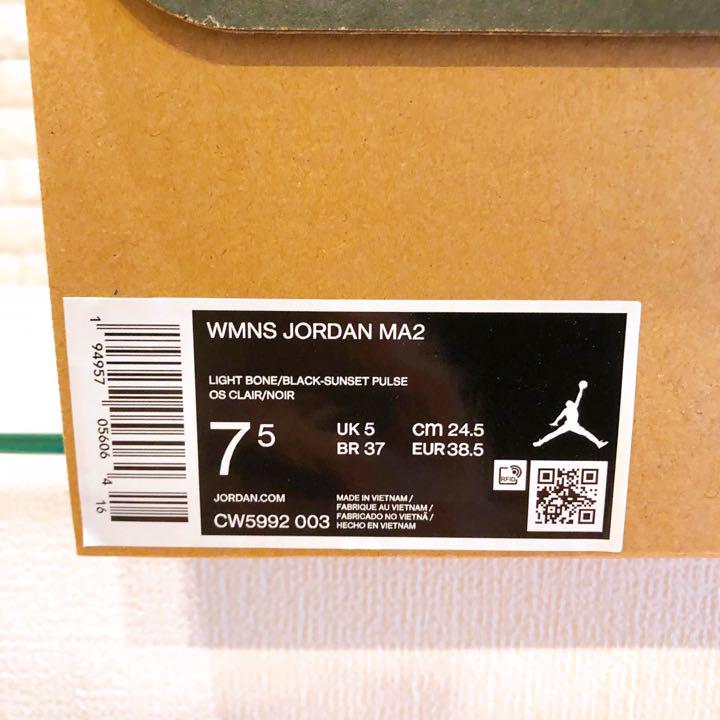 WMNS JORDAN MA2
LIGHT BONE/BLACK-SUNSET PULSE
OS CLAIR/NOIR
7 5
UK 5
BR 37
cm 24.5
EUR 38.5
RFID
JORDAN.COM
CW5992 003
MADE IN VIETNAM /
FABRIQUE AU VIETNAM /
FABRICADO NO VIETNÃ /
HECHO EN VIETNAM
1 94957 05606 4 16